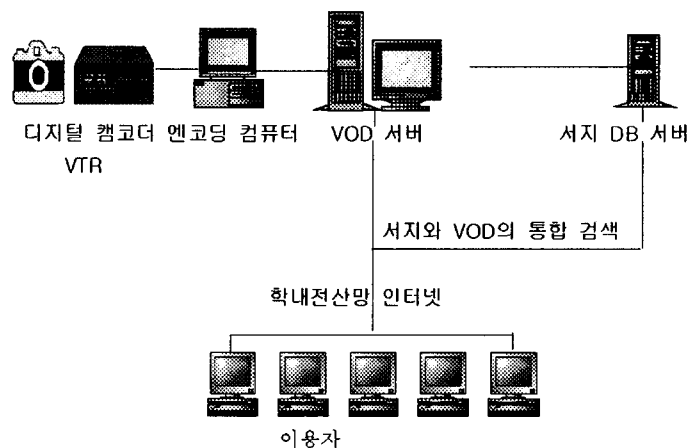 디지털 캠코더 엔코딩 컴퓨터 VOD 서버 서지 DB 서버
VTR
서지와 VOD의 통합 검색
학내전산망 인터넷
이용자